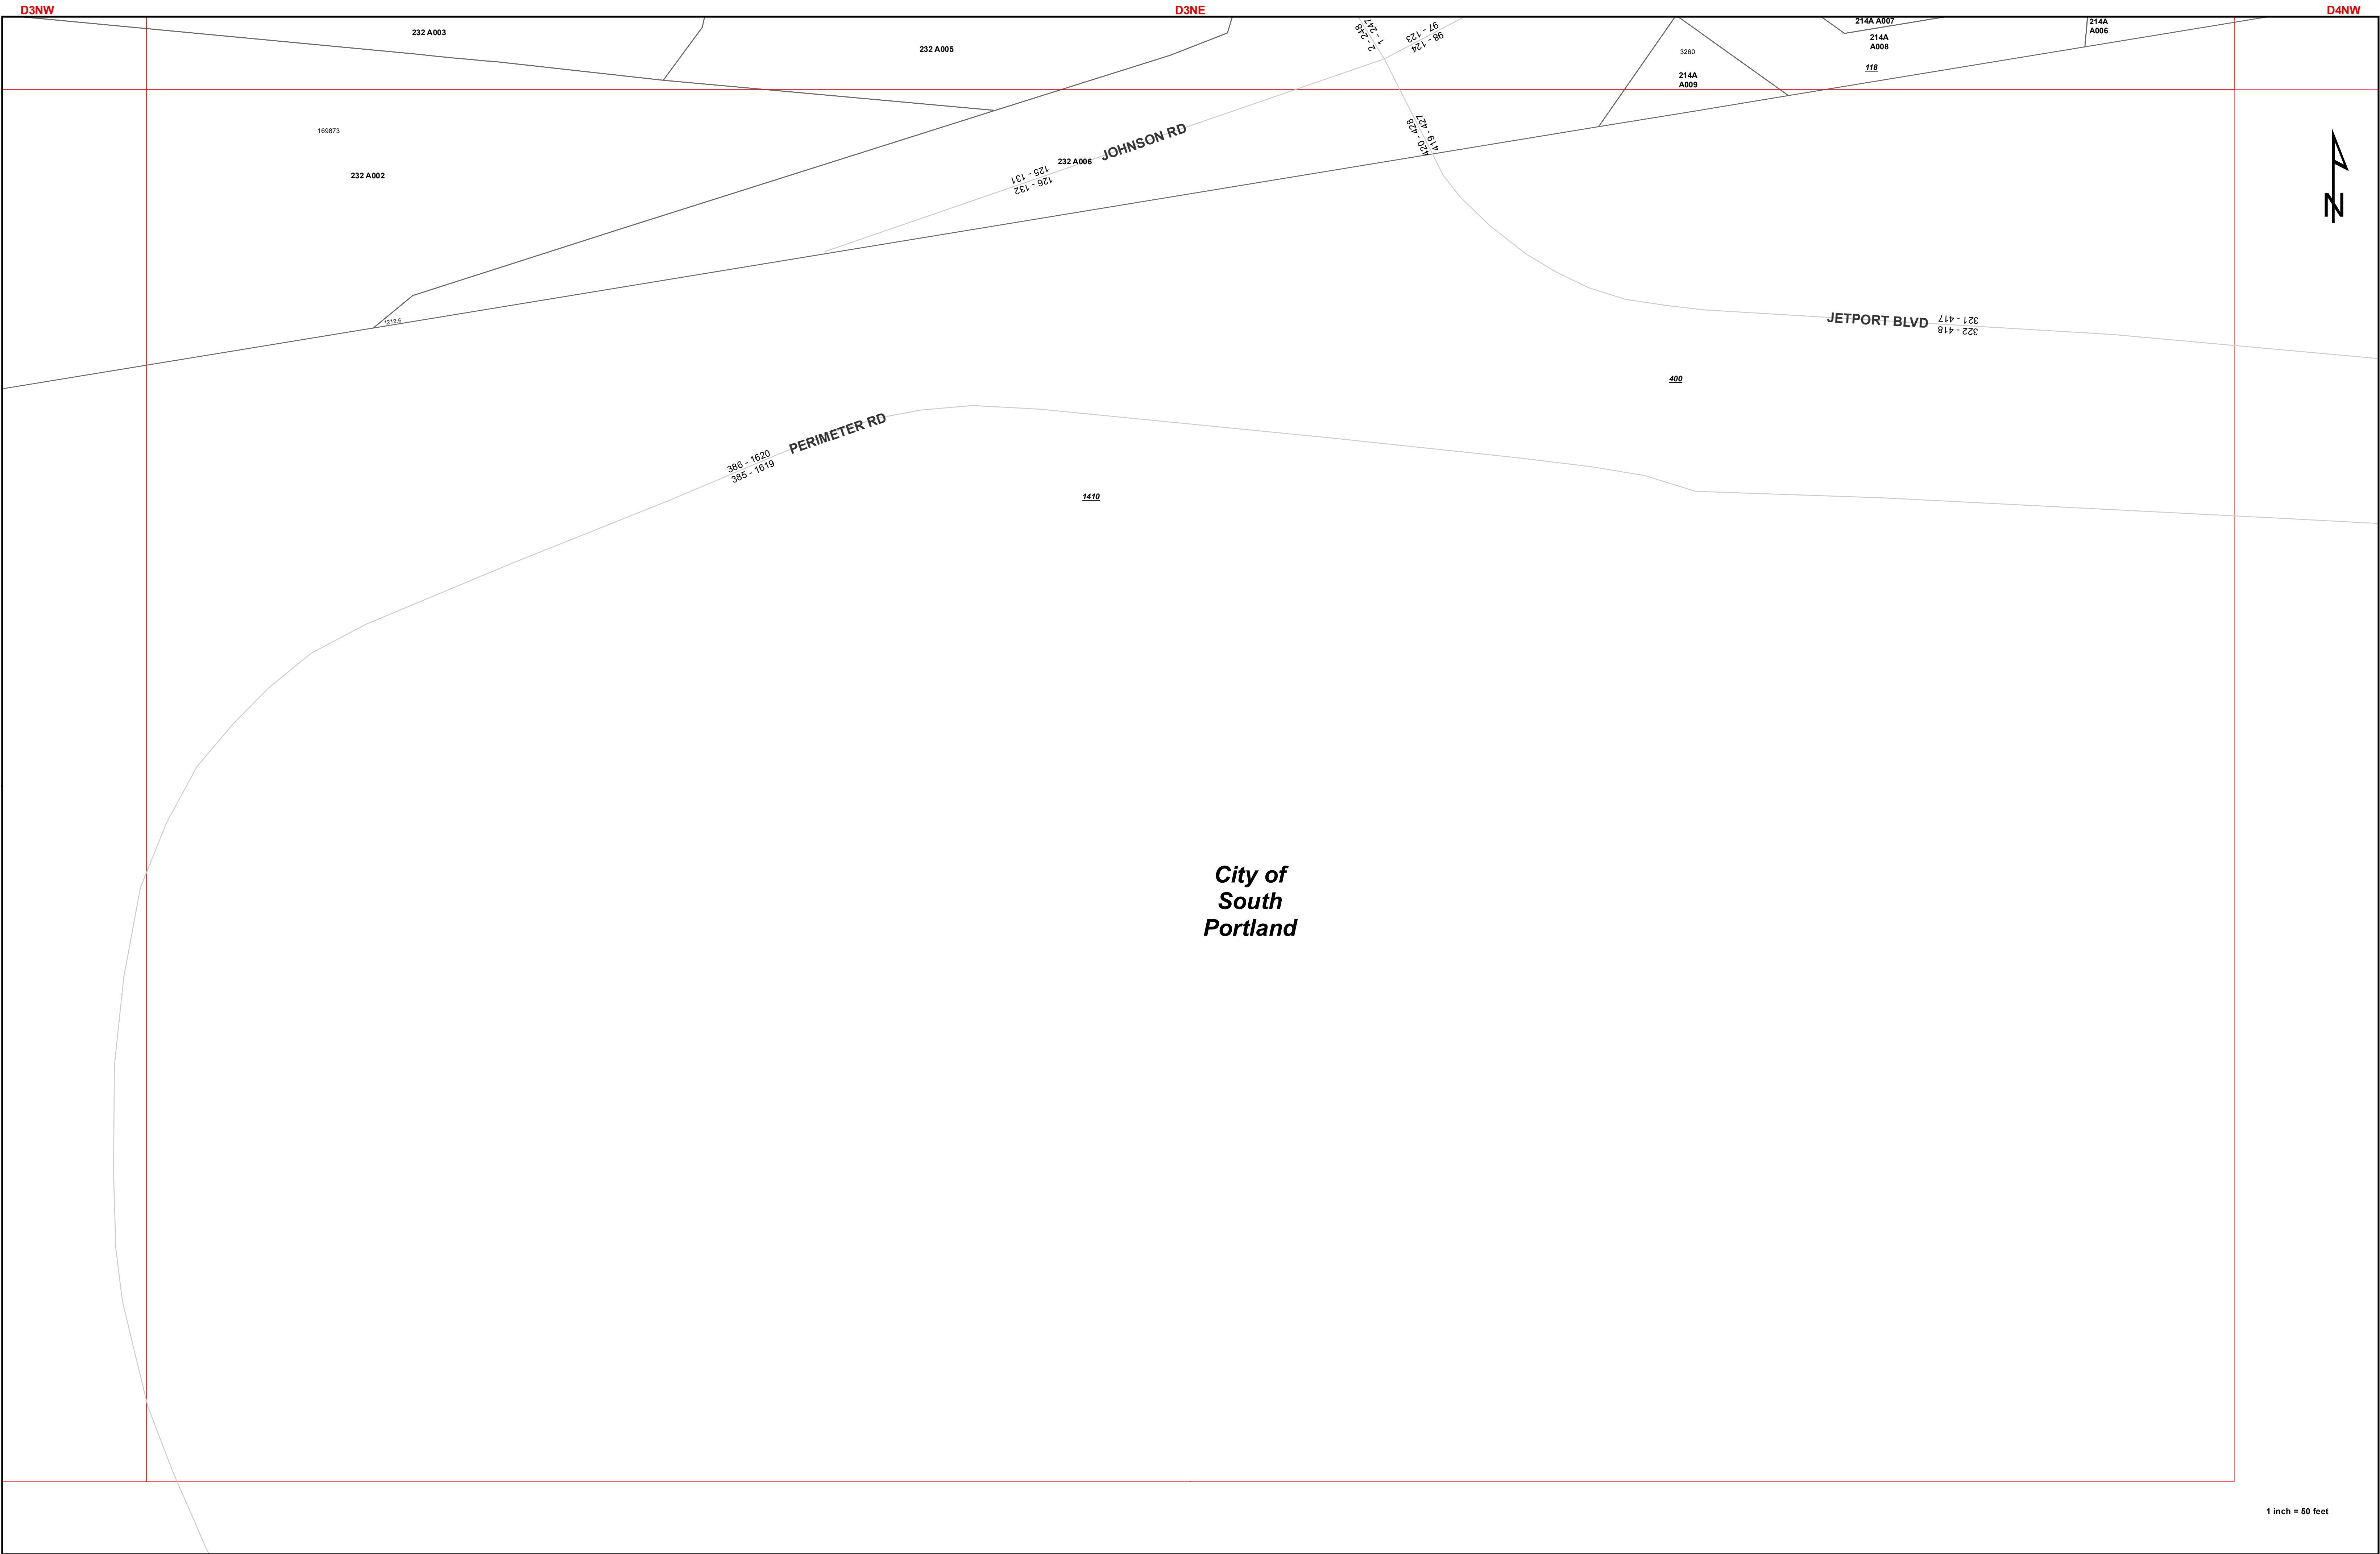 D3NW
D3NE
D4NW
232 A003
232 A005
2 - 248
1 - 247
97 - 123
98 - 124
214A A007
214A
A008
118
214A
A006
3260
214A
A009
169873
232 A002
JOHNSON RD
232 A006
125 - 131
126 - 132
420 - 428
419 - 427
N
1212.6
JETPORT BLVD
321 - 417
322 - 418
400
PERIMETER RD
386 - 1620
385 - 1619
1410
City of
South
Portland
1 inch = 50 feet